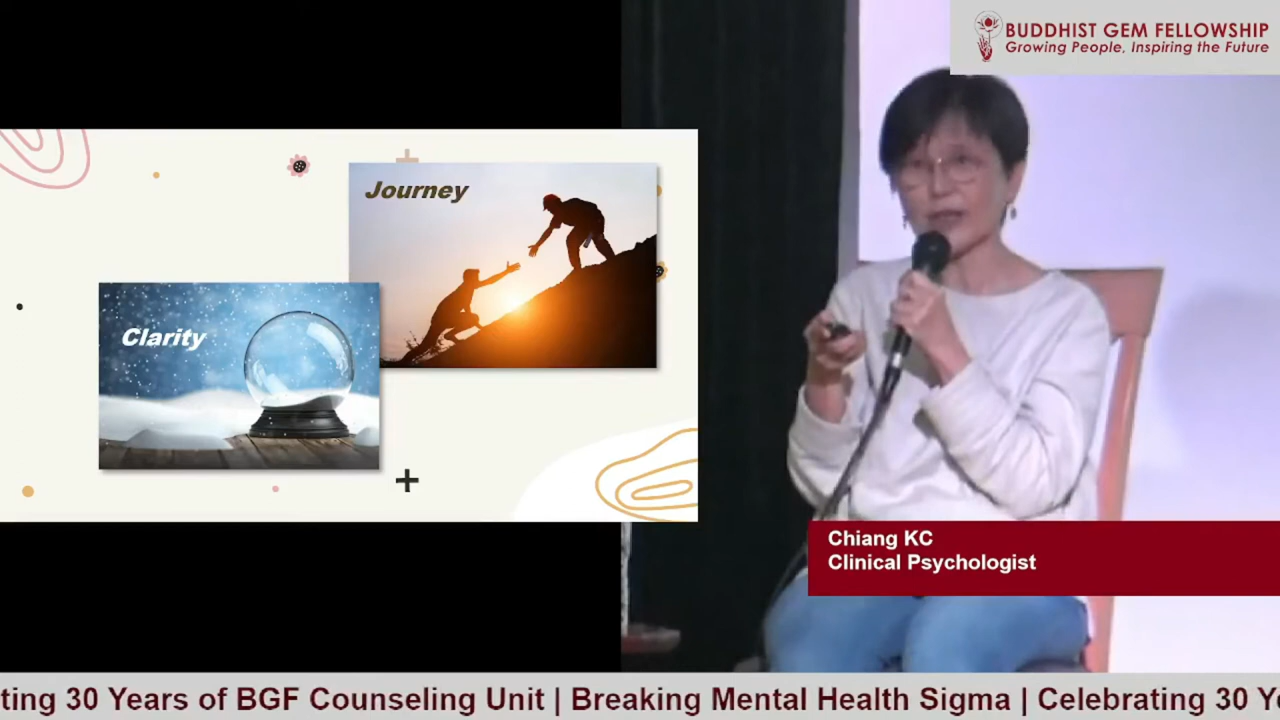 BUDDHIST GEM FELLOWSHIP
Growing People, Inspiring the Future
Journey
Clarity
Chiang KC
Clinical Psychologist
ting 30 Years of BGF Counseling Unit | Breaking Mental Health Sigma | Celebrating 30 Ye